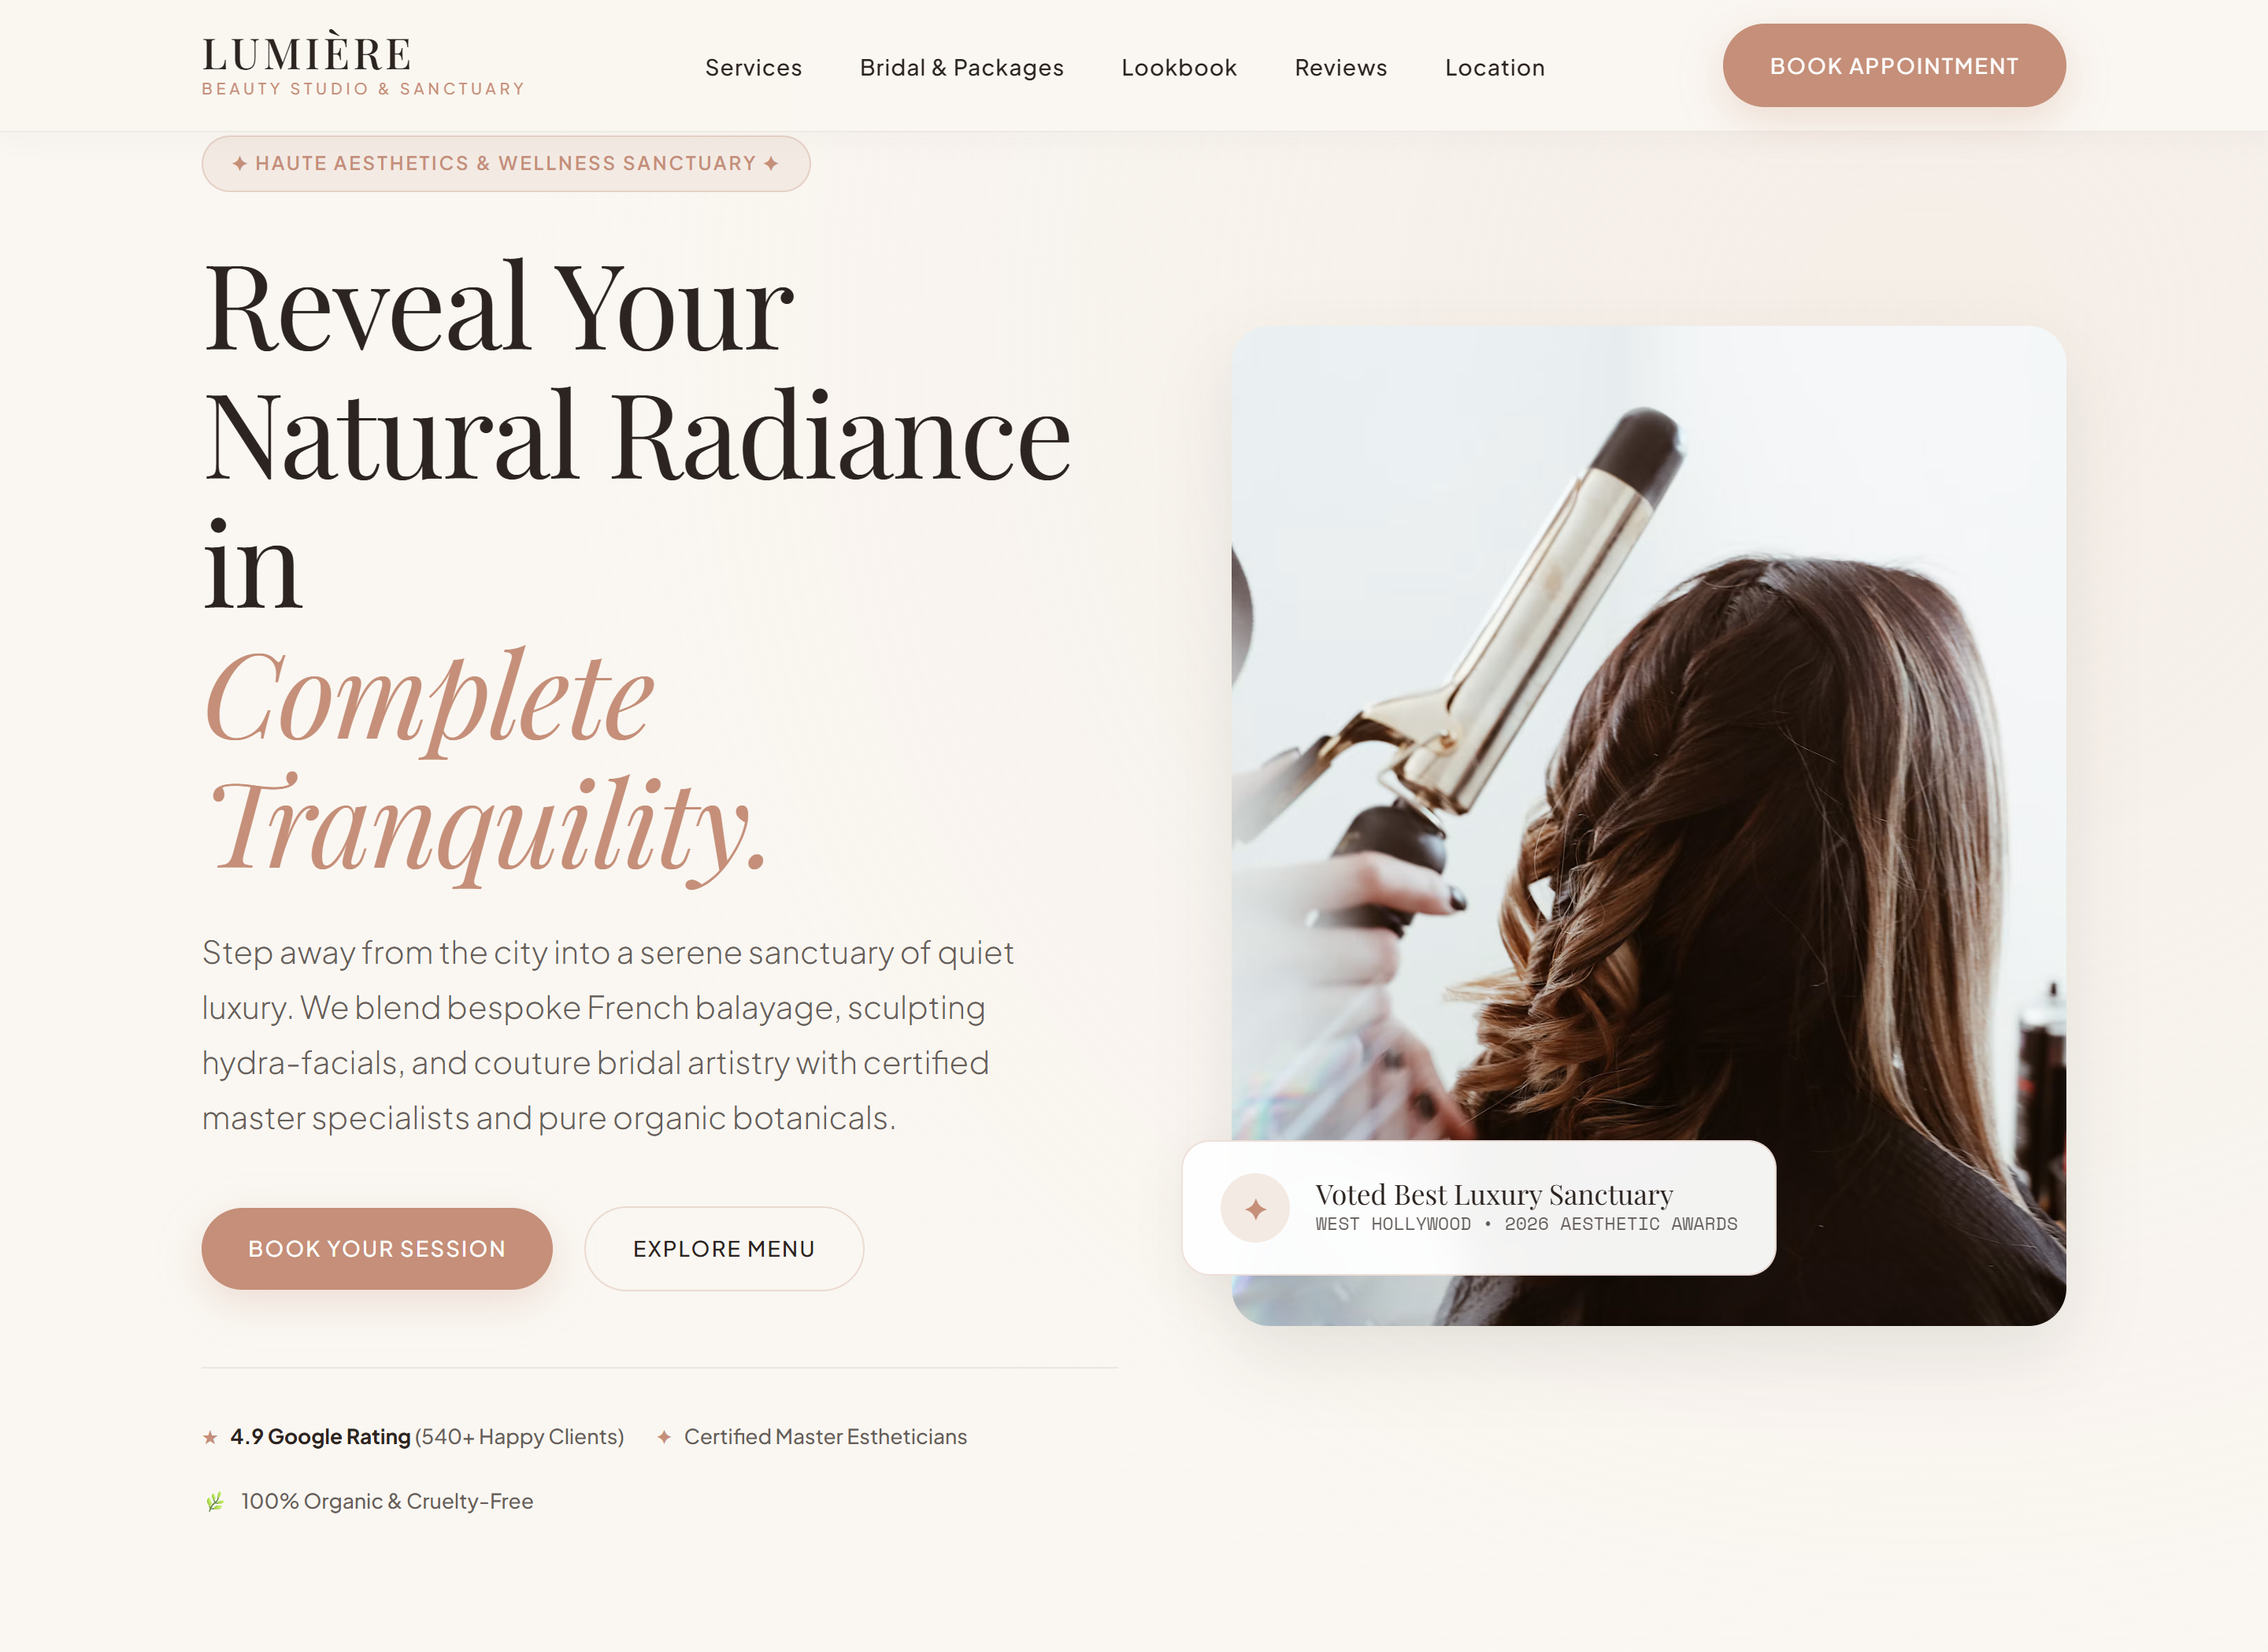 LUMIÈRE
BEAUTY STUDIO & SANCTUARY
Services
Bridal & Packages
Lookbook
Reviews
Location
BOOK APPOINTMENT
✦ HAUTE AESTHETICS & WELLNESS SANCTUARY ✦
Reveal Your
Natural Radiance
in
Complete
Tranquility.
Step away from the city into a serene sanctuary of quiet
luxury. We blend bespoke French balayage, sculpting
hydra-facials, and couture bridal artistry with certified
master specialists and pure organic botanicals.
BOOK YOUR SESSION
EXPLORE MENU
★ 4.9 Google Rating (540+ Happy Clients)
✦ Certified Master Estheticians
🌿 100% Organic & Cruelty-Free
✦
Voted Best Luxury Sanctuary
WEST HOLLYWOOD • 2026 AESTHETIC AWARDS